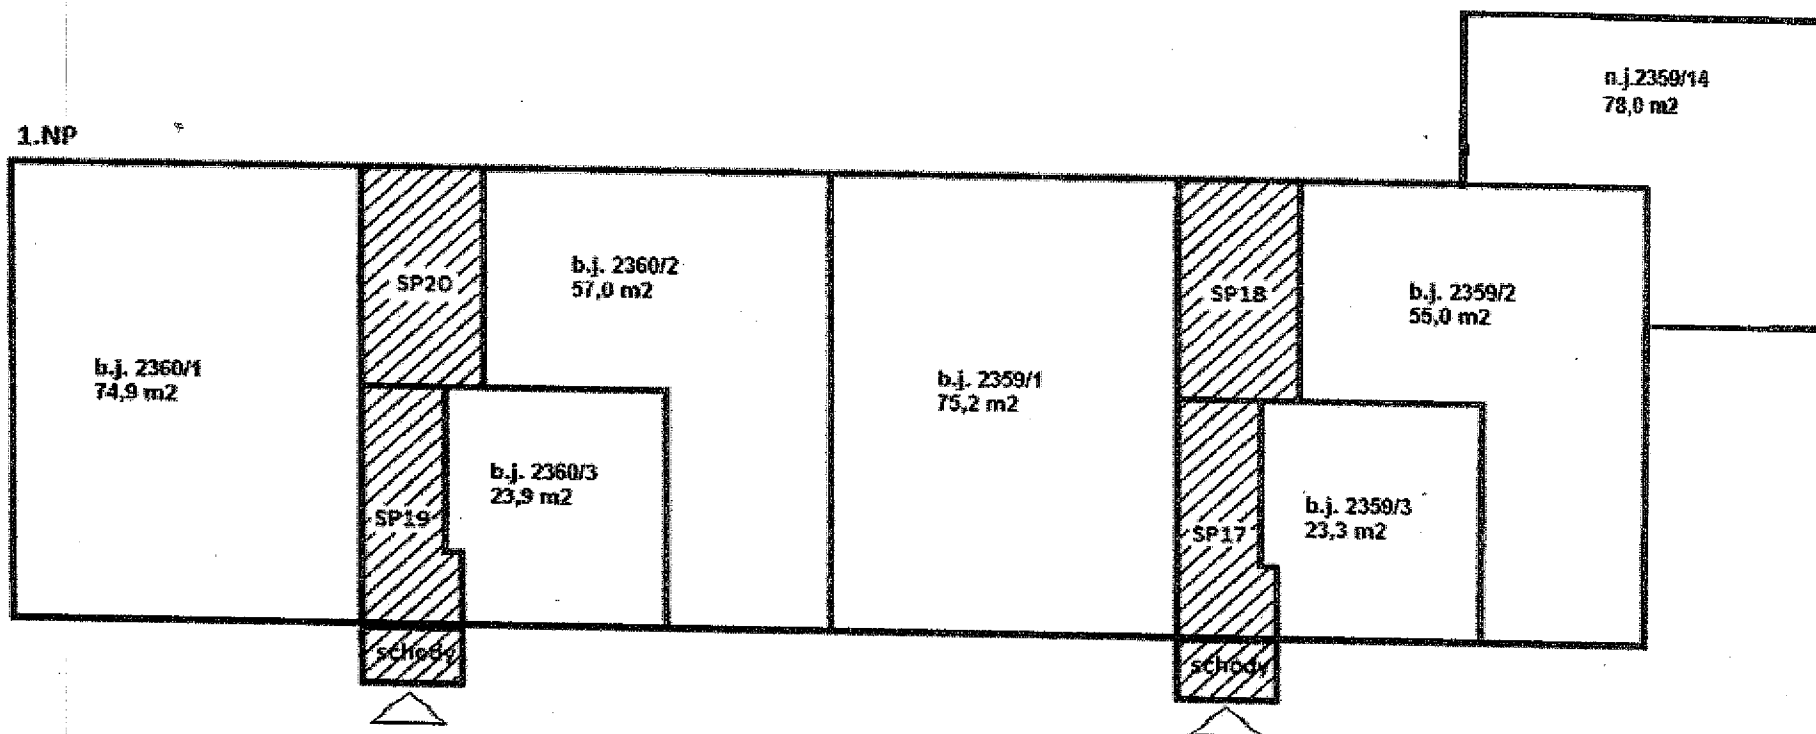 n.j.2359/14
78,0 m2
1.NP
b.j. 2360/1
74,9 m2
SP20
b.j. 2360/2
57,0 m2
SP19
b.j. 2360/3
23,9 m2
schody
b.j. 2359/1
75,2 m2
SP18
b.j. 2359/2
55,0 m2
SP17
b.j. 2359/3
23,3 m2
schody